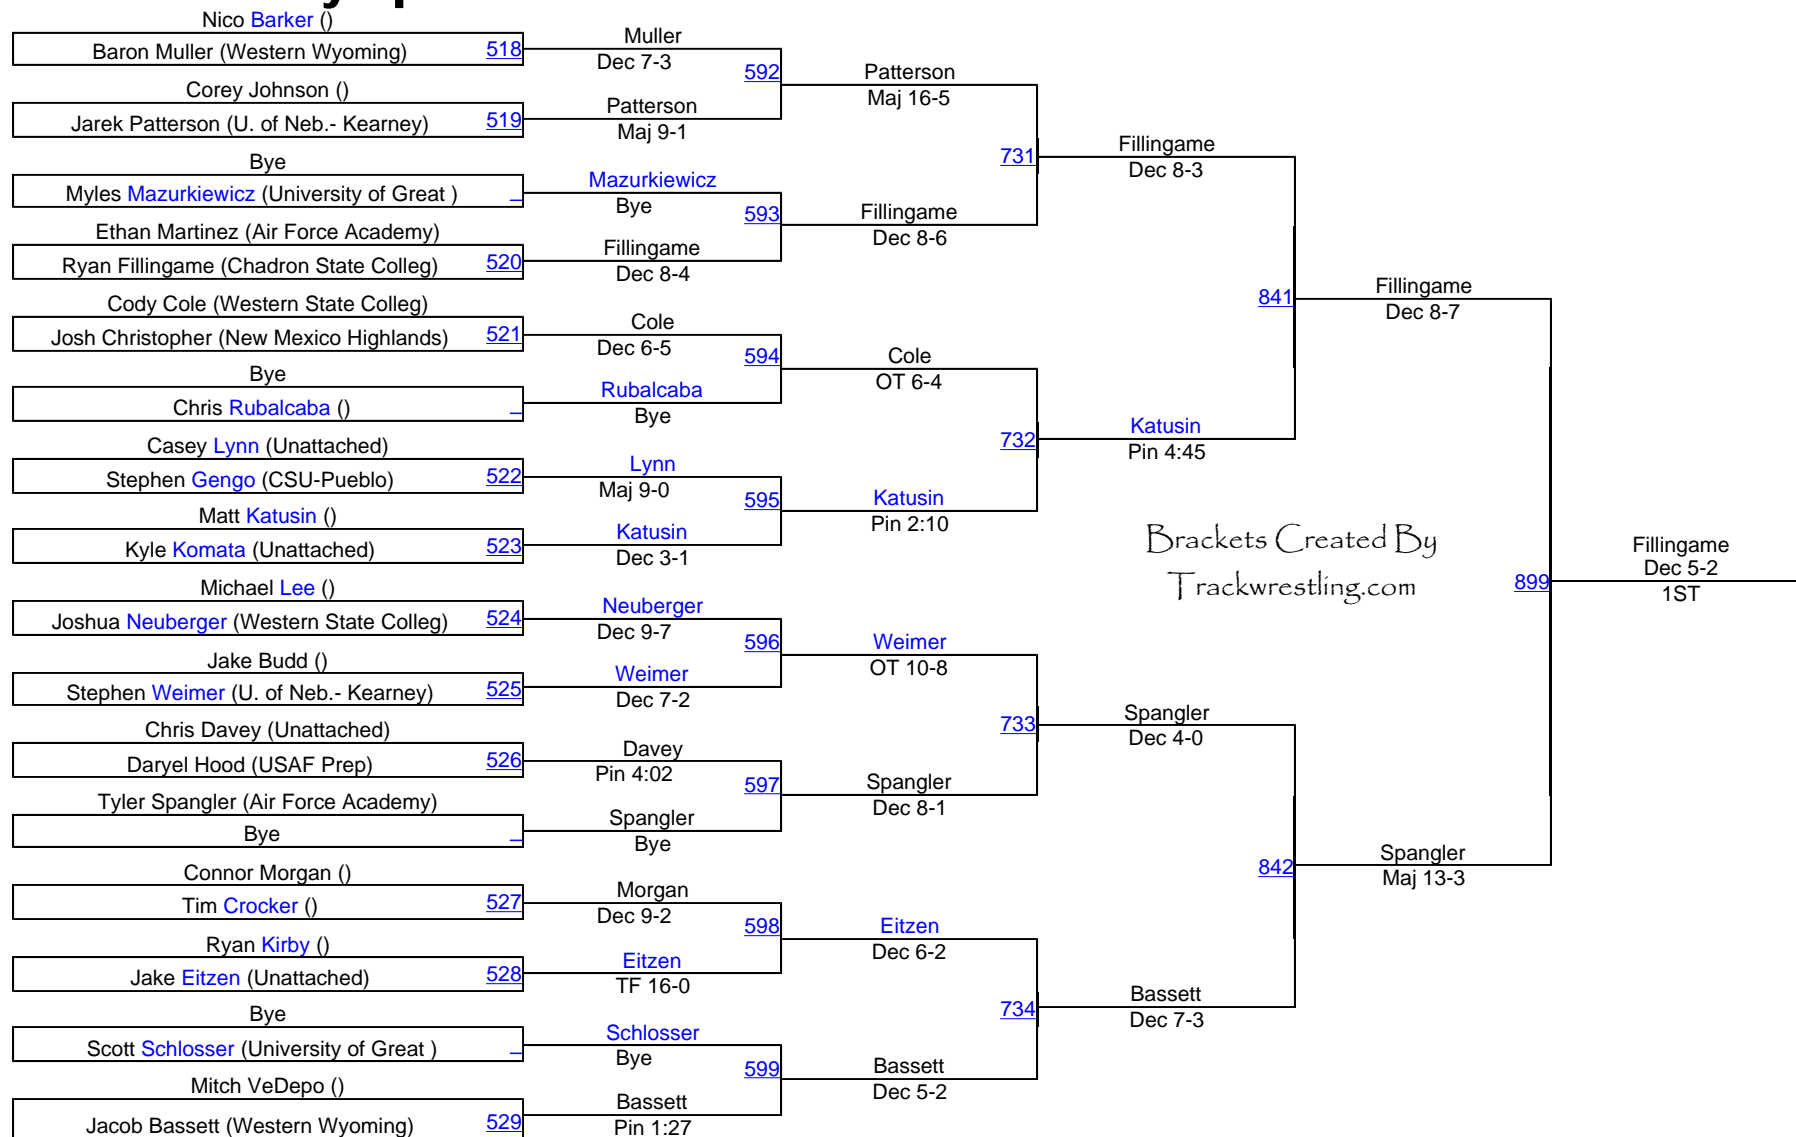 Nico Barker ()
Baron Muller (Western Wyoming) 518
Corey Johnson ()
Jarek Patterson (U. of Neb.- Kearney) 519
Bye
Myles Mazurkiewicz (University of Great )
Ethan Martinez (Air Force Academy)
Ryan Fillingame (Chadron State Colleg) 520
Cody Cole (Western State Colleg)
Josh Christopher (New Mexico Highlands) 521
Bye
Chris Rubalcaba ()
Casey Lynn (Unattached)
Stephen Gengo (CSU-Pueblo) 522
Matt Katusin ()
Kyle Komata (Unattached) 523
Michael Lee ()
Joshua Neuberger (Western State Colleg) 524
Jake Budd ()
Stephen Weimer (U. of Neb.- Kearney) 525
Chris Davey (Unattached)
Daryel Hood (USAF Prep) 526
Tyler Spangler (Air Force Academy)
Bye
Connor Morgan ()
Tim Crocker () 527
Ryan Kirby ()
Jake Eitzen (Unattached) 528
Bye
Scott Schlosser (University of Great )
Mitch VeDepo ()
Jacob Bassett (Western Wyoming) 529
Muller
Dec 7-3
592
Patterson
Maj 9-1
Mazurkiewicz
Bye
593
Fillingame
Dec 8-4
Cole
Dec 6-5
594
Rubalcaba
Bye
Lynn
Maj 9-0
595
Katusin
Dec 3-1
Neuberger
Dec 9-7
596
Weimer
Dec 7-2
Davey
Pin 4:02
597
Spangler
Bye
Morgan
Dec 9-2
598
Eitzen
TF 16-0
Schlosser
Bye
599
Bassett
Pin 1:27
Patterson
Maj 16-5
731
Fillingame
Dec 8-6
Cole
OT 6-4
732
Katusin
Pin 2:10
Weimer
OT 10-8
733
Spangler
Dec 8-1
Eitzen
Dec 6-2
734
Bassett
Dec 5-2
Fillingame
Dec 8-3
841
Katusin
Pin 4:45
Brackets Created By
Trackwrestling.com
Spangler
Dec 4-0
842
Bassett
Dec 7-3
Fillingame
Dec 8-7
899
Spangler
Maj 13-3
Fillingame
Dec 5-2
1ST